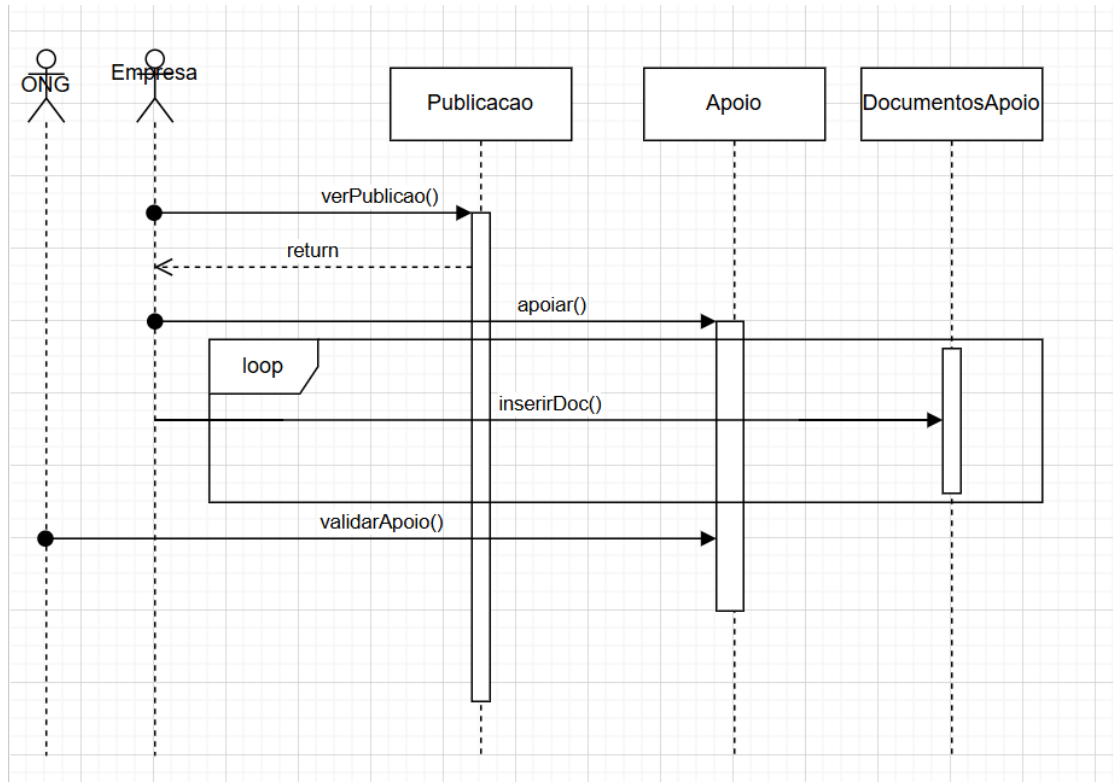 ONG
Empresa
Publicacao
Apoio
DocumentosApoio
verPublicao()
return
apoiar()
loop
inserirDoc()
validarApoio()